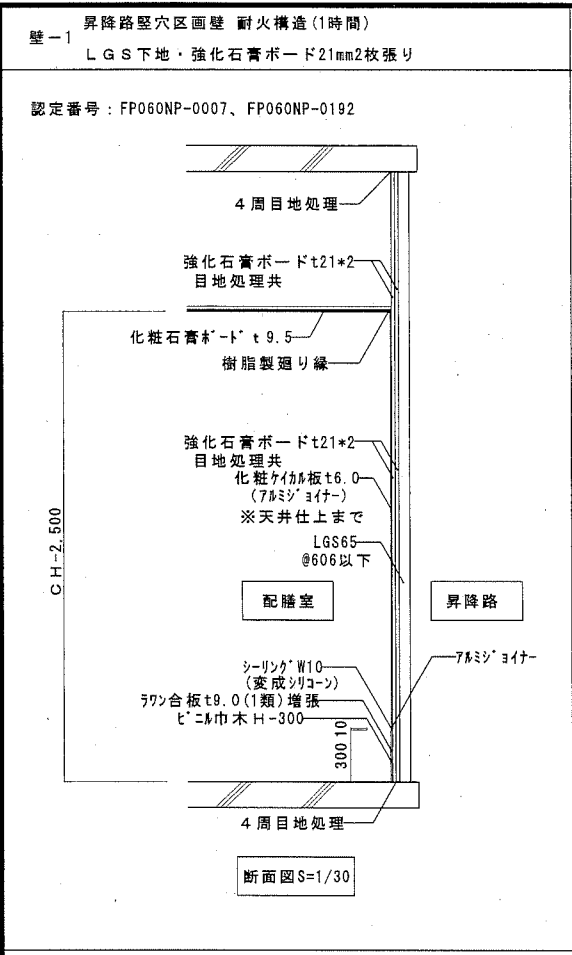 壁-1
昇降路竪穴区画壁 耐火構造(1時間)
LGS下地・強化石膏ボード21mm2枚張り
認定番号：FP060NP-0007、FP060NP-0192
4周目地処理
強化石膏ボードt21*2
目地処理共
化粧石膏ﾎﾞｰﾄﾞt9.5
樹脂製廻り縁
強化石膏ボードt21*2
目地処理共
化粧ｹｲｶﾙ板t6.0
(ｱﾙﾐｼﾞｮｲﾅｰ)
※天井仕上まで
LGS65
@606以下
CH-2,500
配膳室
昇降路
ｼｰﾘﾝｸﾞW10
(変成ｼﾘｺｰﾝ)
ｱﾙﾐｼﾞｮｲﾅｰ
ﾗﾜﾝ合板t9.0(1類)増張
ﾋﾞﾆﾙ巾木H-300
300 10
4周目地処理
断面図S=1/30